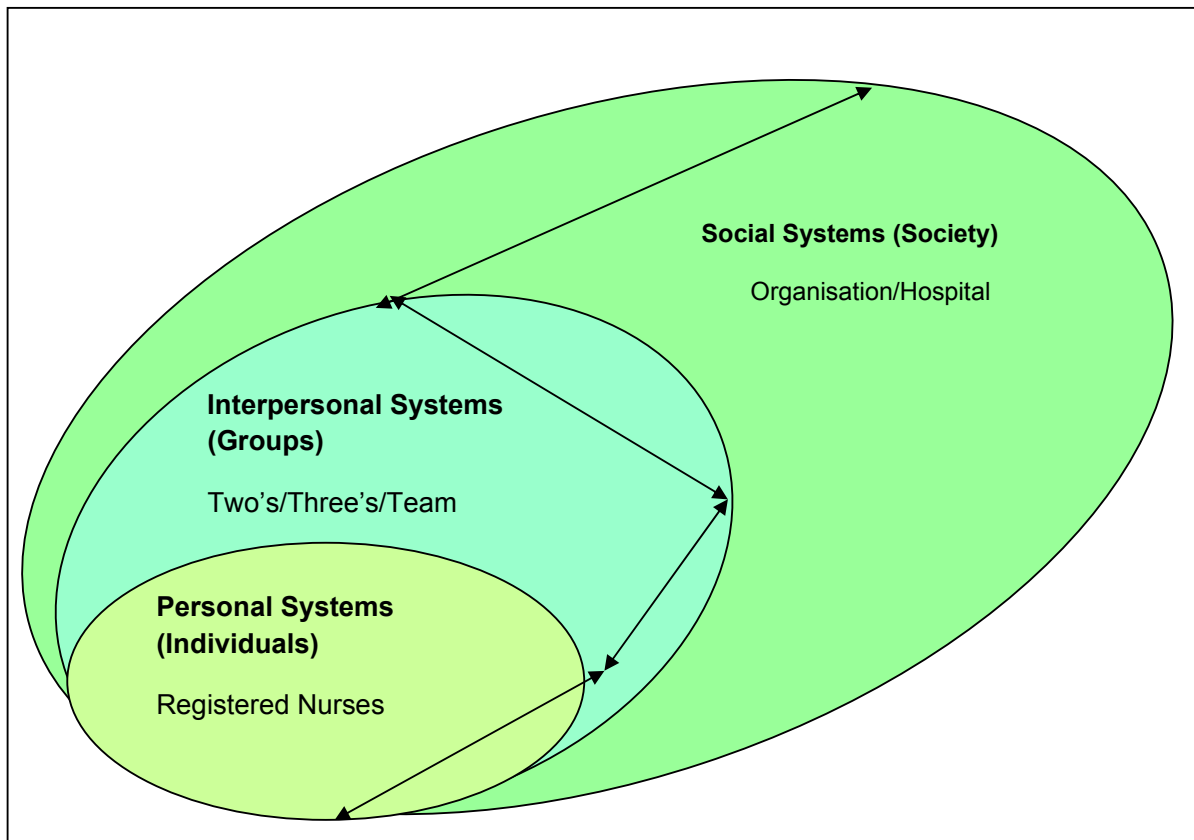 Social Systems (Society)
Organisation/Hospital
Interpersonal Systems
(Groups)
Two’s/Three’s/Team
Personal Systems
(Individuals)
Registered Nurses